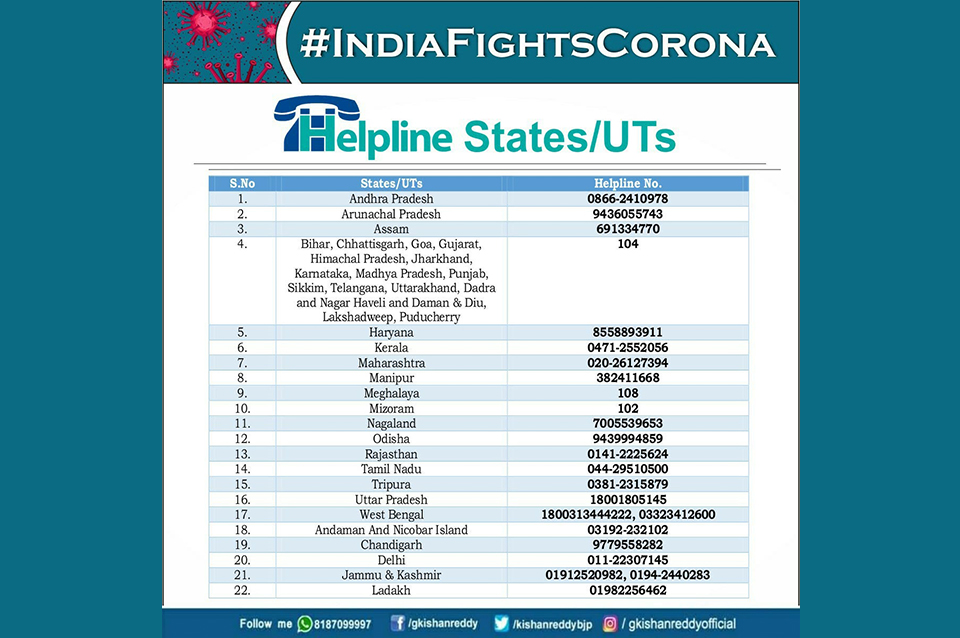 #INDIAFIGHTSCORONA
Helpline States/UTs
S.No States/UTs Helpline No.
1. Andhra Pradesh 0866-2410978
2. Arunachal Pradesh 9436055743
3. Assam 691334770
4. Bihar, Chhattisgarh, Goa, Gujarat, 104
Himachal Pradesh, Jharkhand,
Karnataka, Madhya Pradesh, Punjab,
Sikkim, Telangana, Uttarakhand, Dadra
and Nagar Haveli and Daman & Diu,
Lakshadweep, Puducherry
5. Haryana 8558893911
6. Kerala 0471-2552056
7. Maharashtra 020-26127394
8. Manipur 382411668
9. Meghalaya 108
10. Mizoram 102
11. Nagaland 7005539653
12. Odisha 9439994859
13. Rajasthan 0141-2225624
14. Tamil Nadu 044-29510500
15. Tripura 0381-2315879
16. Uttar Pradesh 18001805145
17. West Bengal 1800313444222, 03323412600
18. Andaman And Nicobar Island 03192-232102
19. Chandigarh 9779558282
20. Delhi 011-22307145
21. Jammu & Kashmir 01912520982, 0194-2440283
22. Ladakh 01982256462
Follow me 8187099997 /gkishanreddy /kishanreddybjp / gkishanreddyofficial